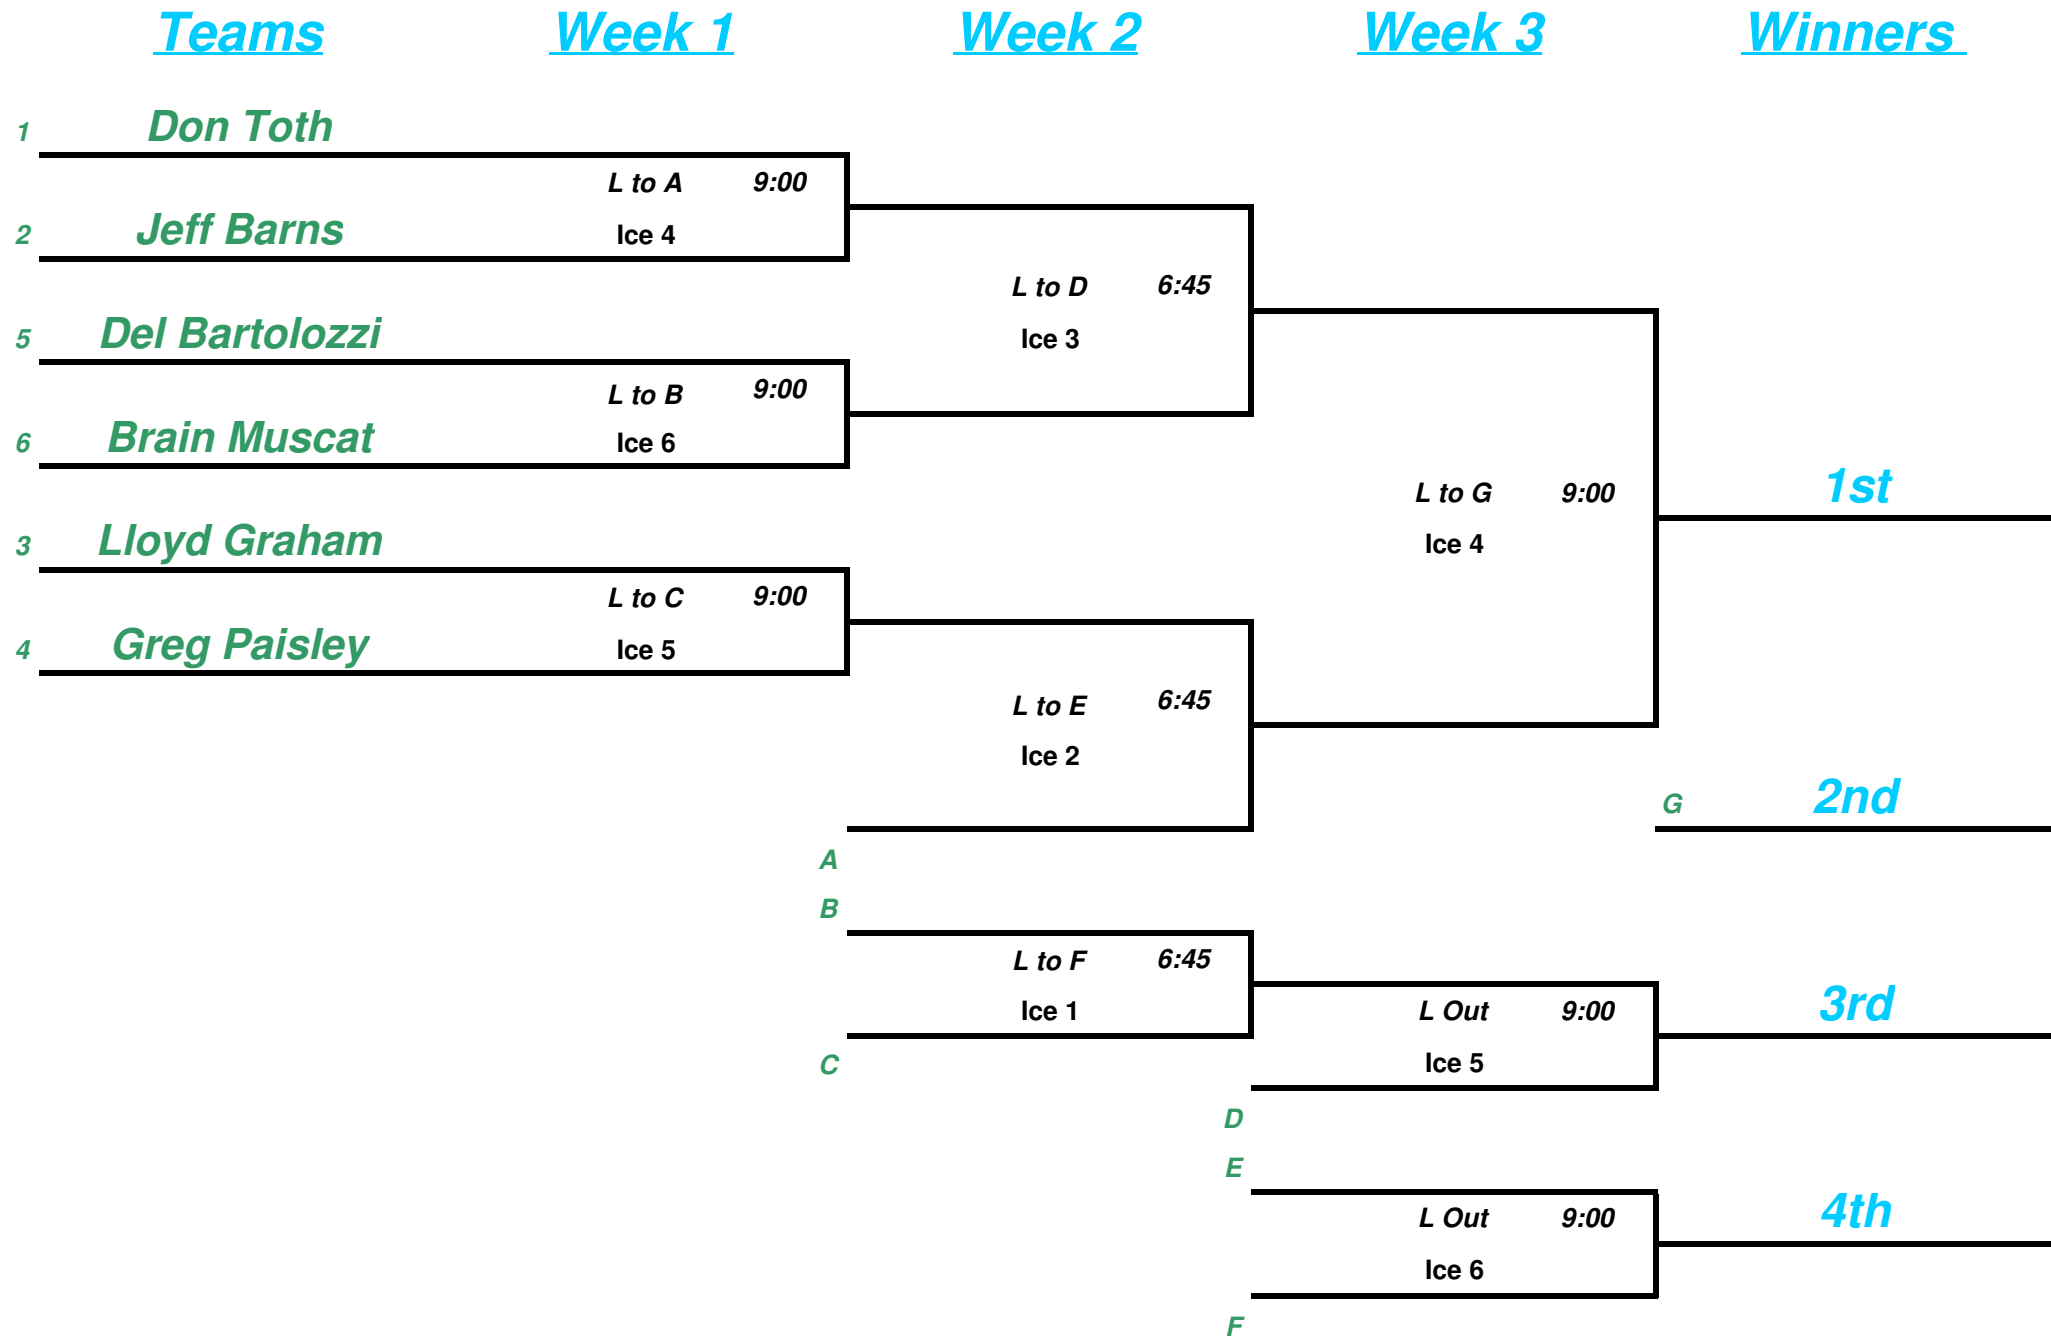 Teams Week 1 Week 2 Week 3 Winners
1 Don Toth
L to A 9:00
2 Jeff Barns Ice 4
L to D 6:45
5 Del Bartolozzi Ice 3
L to B 9:00
6 Brain Muscat Ice 6
L to G 9:00 1st
3 Lloyd Graham Ice 4
L to C 9:00
4 Greg Paisley Ice 5
L to E 6:45
Ice 2
G 2nd
A
B
L to F 6:45
Ice 1 L Out 9:00 3rd
C Ice 5
D
E
L Out 9:00 4th
Ice 6
F